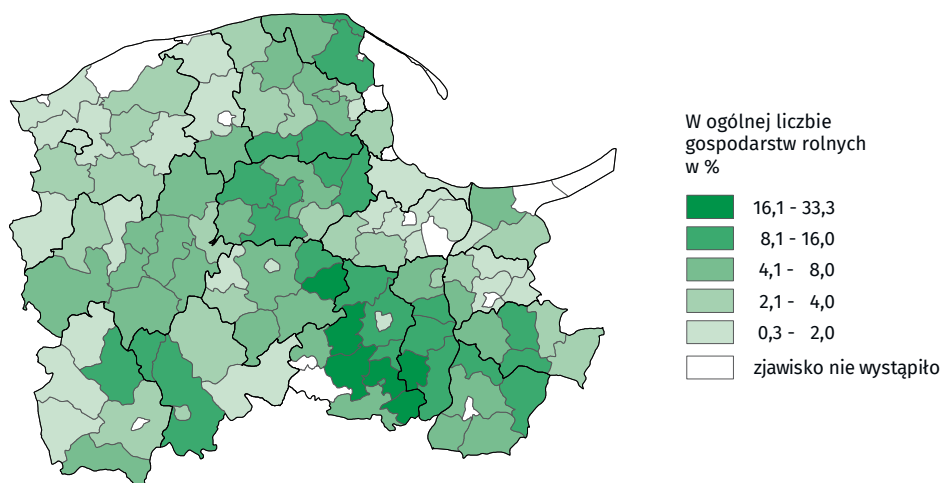 W ogólnej liczbie
gospodarstw rolnych
w %
16,1 - 33,3
8,1 - 16,0
4,1 - 8,0
2,1 - 4,0
0,3 - 2,0
zjawisko nie wystąpiło